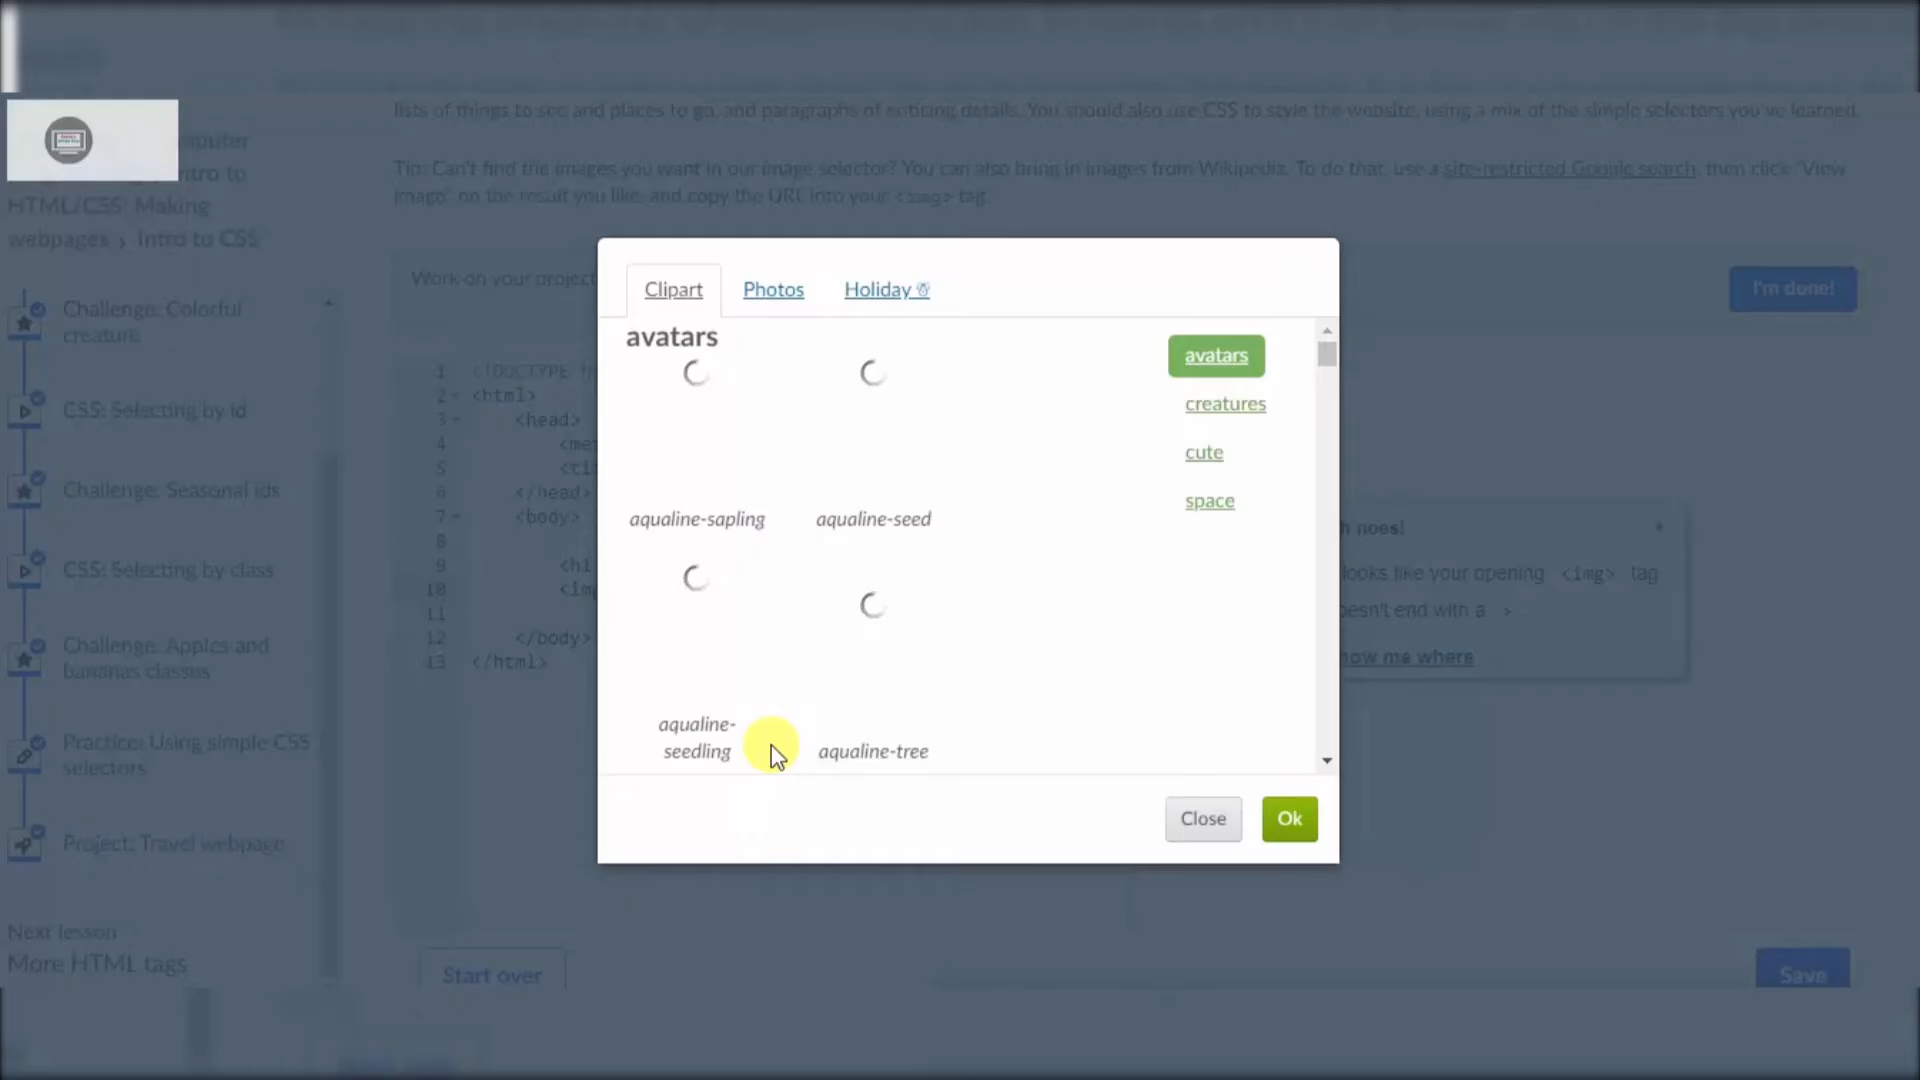 lists of things to see and places to go, and paragraphs of enticing details. You should also use CSS to style the website, using a mix of the simple selectors you've learned.
Tip: Can't find the images you want in our image selector? You can also bring in images from Wikipedia. To do that, use a site-restricted Google search, then click "View
image" on the result you like, and copy the URL into your <img> tag.
omputer
ntro to
HTML/CSS: Making
webpages › Intro to CSS
Challenge: Colorful
creature
CSS: Selecting by id
Challenge: Seasonal ids
CSS: Selecting by class
Challenge: Apples and
bananas classes
Practice: Using simple CSS
selectors
Project: Travel webpage
Next lesson
More HTML tags
Work on your project
I'm done!
1 <!DOCTYPE h
2 <html>
3 <head>
4 <me
5 <ti
6 </head>
7 <body>
8
9 <h1
10 <im
11
12 </body>
13 </html>
Clipart Photos Holiday
avatars
aqualine-sapling aqualine-seed
aqualine-
seedling
aqualine-tree
avatars
creatures
cute
space
Close Ok
h noes!
looks like your opening <img> tag
esn't end with a >
how me where
Start over
Save